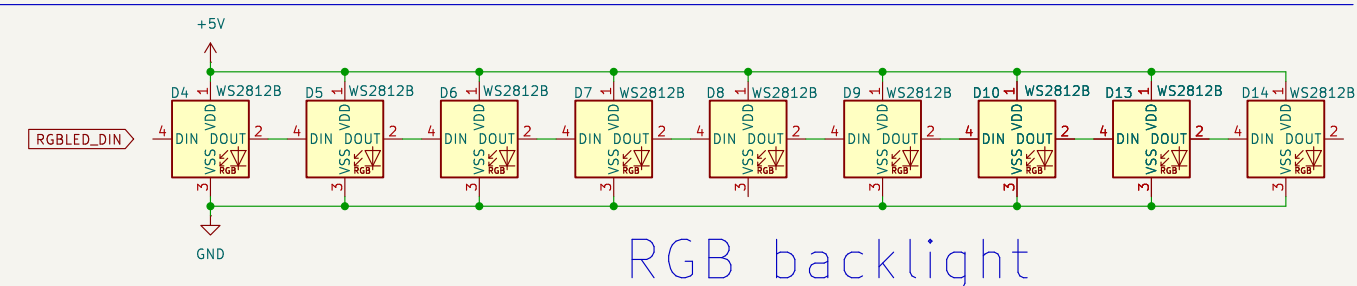 +5V
D4 1 WS2812B D5 1 WS2812B D6 1 WS2812B D7 1 WS2812B D8 1 WS2812B D9 1 WS2812B D10 1 WS2812B D13 1 WS2812B D14 1 WS2812B
VDD VDD VDD VDD VDD VDD VDD VDD VDD
RGBLED_DIN 4 DIN DOUT 2 4 DIN DOUT 2 4 DIN DOUT 2 4 DIN DOUT 2 4 DIN DOUT 2 4 DIN DOUT 2 4 DIN DOUT 2 4 DIN DOUT 2 4 DIN DOUT 2
VSS RGB VSS RGB VSS RGB VSS RGB VSS RGB VSS RGB VSS RGB VSS RGB VSS RGB
3 3 3 3 3 3 3 3 3
GND
RGB backlight